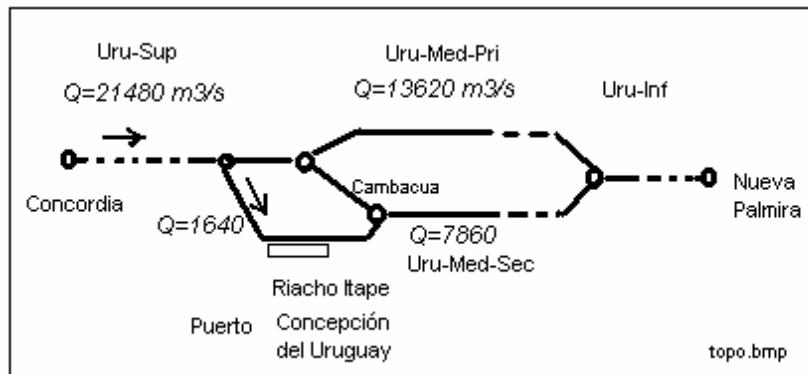 Uru-Sup
Q=21480 m3/s
Uru-Med-Pri
Q=13620 m3/s
Uru-Inf
Concordia
Cambacua
Nueva
Palmira
Q=1640
Q=7860
Uru-Med-Sec
Riacho Itape
Puerto
Concepción
del Uruguay
topo.bmp